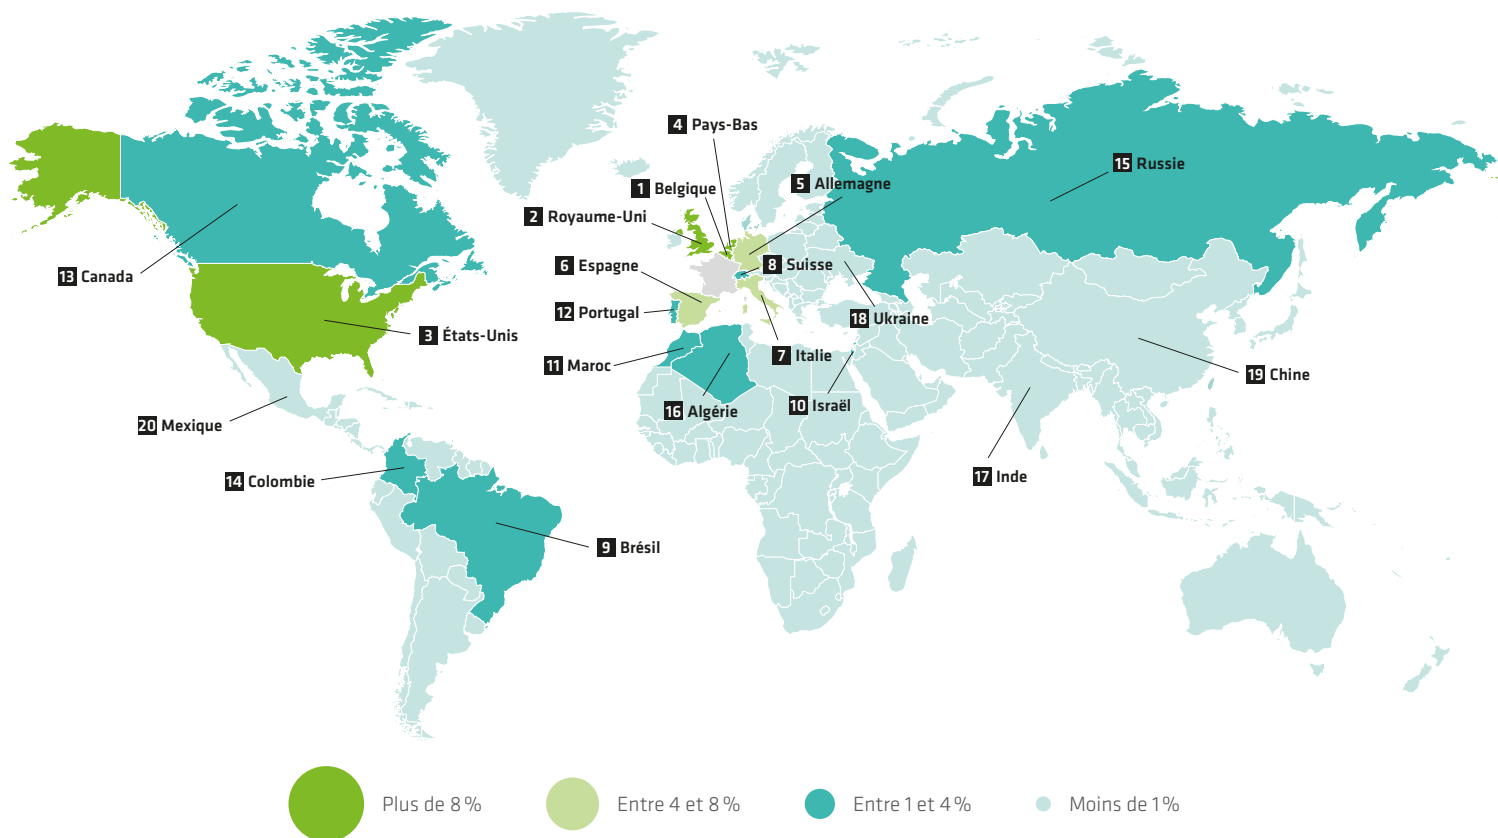 4 Pays-Bas
15 Russie
1 Belgique
5 Allemagne
2 Royaume-Uni
6 Espagne
8 Suisse
13 Canada
12 Portugal
18 Ukraine
3 États-Unis
7 Italie
11 Maroc
19 Chine
16 Algérie
10 Israël
20 Mexique
17 Inde
14 Colombie
9 Brésil
Plus de 8 %
Entre 4 et 8 %
Entre 1 et 4 %
Moins de 1 %